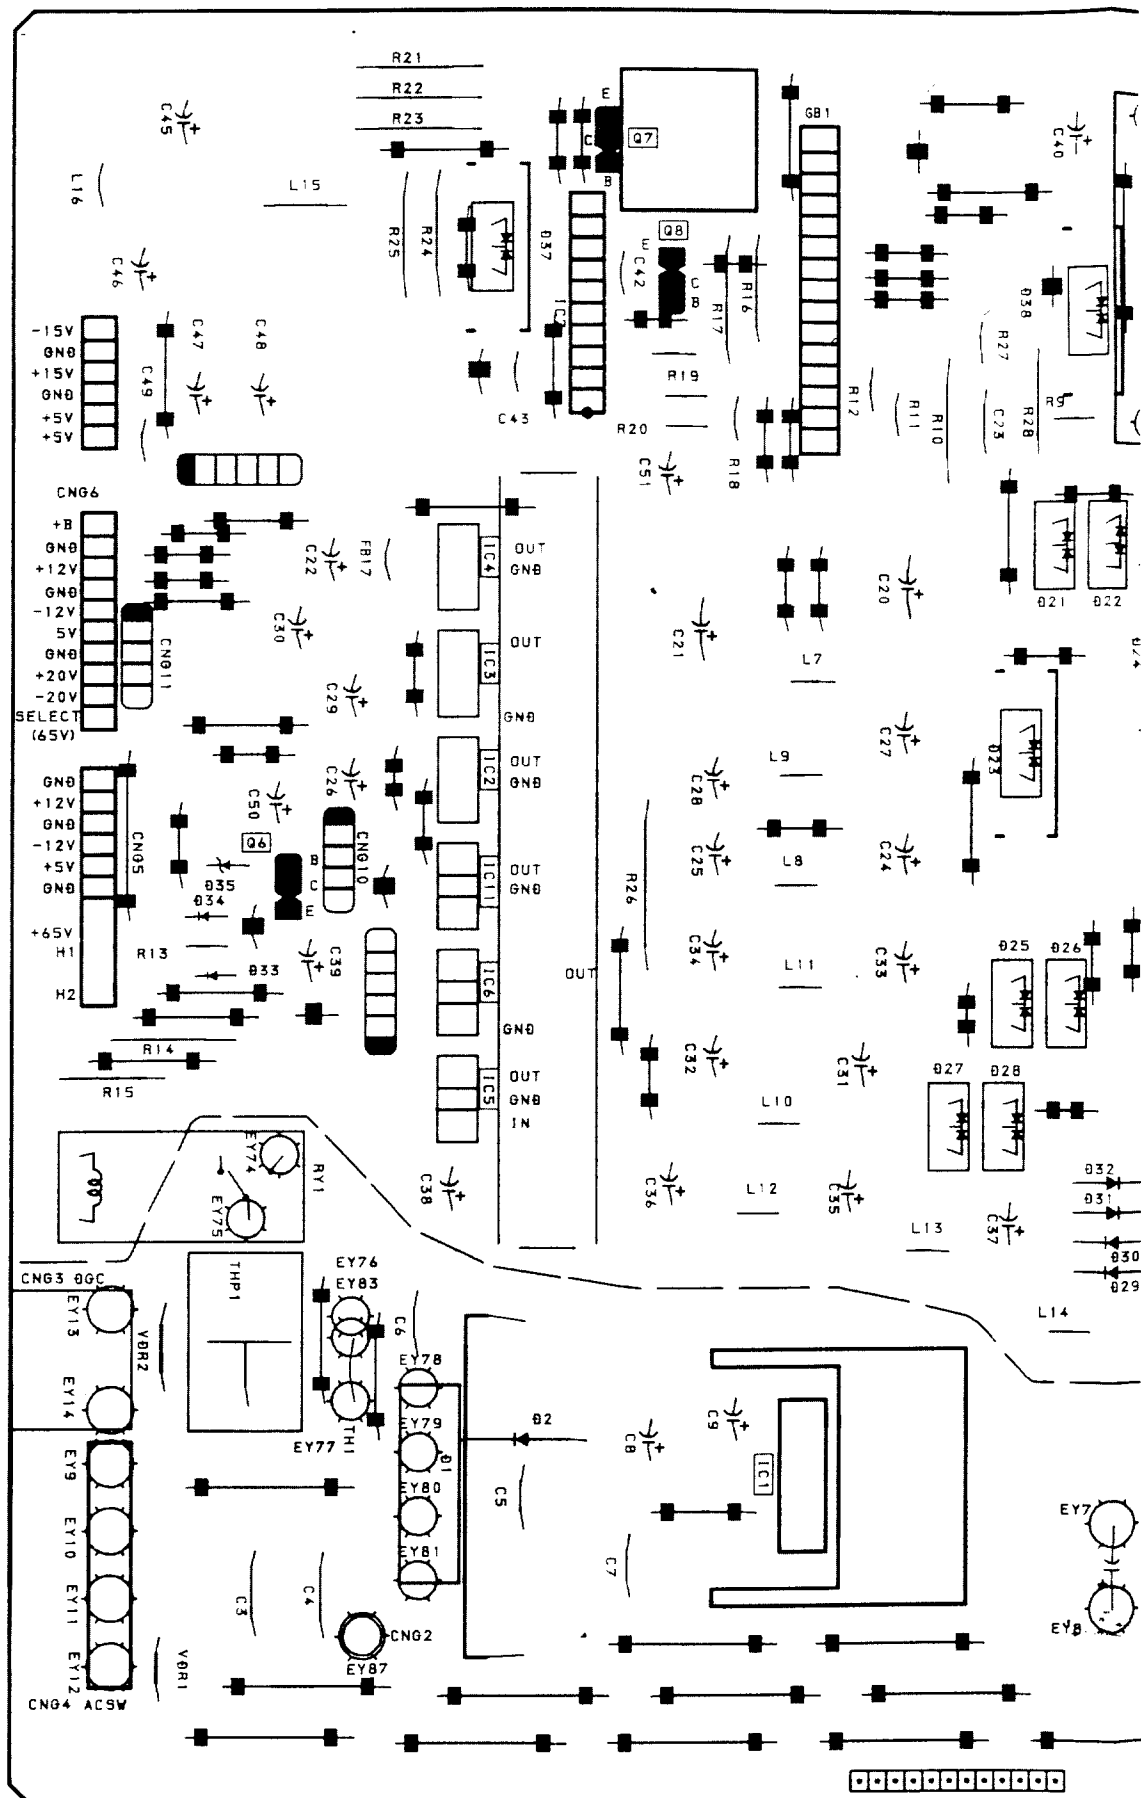 R21
R22
R23
E
C
B
Q7
GB1
C45
C40
L16
L15
R25
R24
D37
Q8
E
C
B
C42
R17
R16
C46
D38
-15V
GND
+15V
GND
+5V
+5V
C49
C47
C48
C43
R19
R20
R18
C51
R12
R11
R10
R27
C23
R28
R9
CNG6
+B
GND
+12V
GND
-12V
5V
GND
+20V
-20V
SELECT
(65V)
CNG11
C22
FB17
IC4
OUT
GND
C30
C20
C21
D21
D22
D24
IC3
OUT
GND
C29
L7
C27
D23
IC2
OUT
GND
C26
C50
C28
L9
GND
+12V
GND
-12V
+5V
GND
+65V
H1
H2
CNG5
Q6
B
C
E
CNG10
D35
D34
R13
D33
C39
IC11
OUT
GND
C25
L8
C24
R26
C34
L11
C33
D25
D26
IC6
OUT
GND
R14
R15
IC5
OUT
GND
IN
C32
C31
D27
D28
L10
EY74
RY1
EY75
C38
C36
L12
C35
L13
C37
D32
D31
D30
D29
L14
CNG3 DGC
EY13
VDR2
EY14
THP1
EY76
EY83
C6
EY78
EY79
EY77
TH1
D1
EY80
EY81
D2
C5
C8
C9
IC1
C7
EY7
EY8
EY9
EY10
EY11
EY12
C3
C4
CNG2
EY87
VDR1
CNG4 ACSW